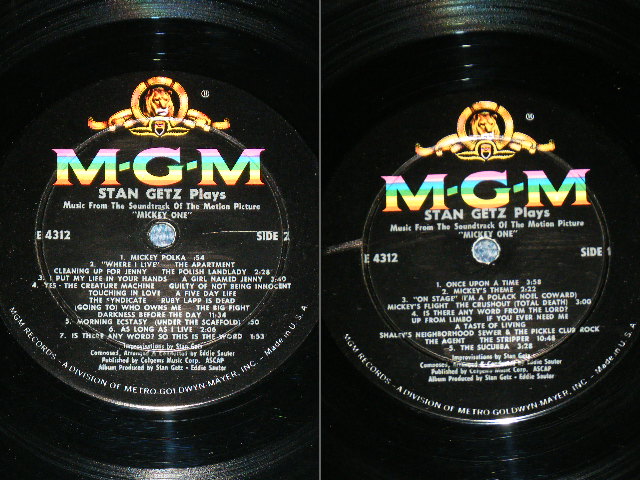 ®
M-G-M
STAN GETZ Plays
Music From The Soundtrack Of The Motion Picture
"MICKEY ONE"
E 4312
SIDE 2
1. MICKEY POLKA :54
2. "WHERE I LIVE" THE APARTMENT
CLEANING UP FOR JENNY THE POLISH LANDLADY 2:28
3. I PUT MY LIFE IN YOUR HANDS A GIRL NAMED JENNY
4. YES - THE CREATURE MACHINE GUILTY OF NOT BEING INNOCENT
TOUCHING IN LOVE A FIVE DAY LIFE
THE SYNDICATE RUBY LAPP IS DEAD
(GOING TO) WHO OWNS ME THE BIG FIGHT
DARKNESS BEFORE THE DAY 11:34
5. MORNING ECSTASY (UNDER THE SCAFFOLD) :50
6. AS LONG AS I LIVE 2:06
7. IS THERE ANY WORD? SO THIS IS THE WORD 1:53
Improvisations by Stan Getz
Composed, Arranged & Conducted by Eddie Sauter
Published by Colgems Music Corp. ASCAP
Album Produced by Stan Getz - Eddie Sauter
MGM RECORDS - A DIVISION OF METRO-GOLDWYN-MAYER, INC. - Made in U.S.A.
®
M-G-M
STAN GETZ Plays
Music From The Soundtrack Of The Motion Picture
"MICKEY ONE"
E 4312
SIDE 1
1. ONCE UPON A TIME 3:58
2. MICKEY'S THEME 2:22
3. "ON STAGE" (I'M A POLACK NOEL COWARD)
MICKEY'S FLIGHT THE CRUSHOUT (TOTAL DEATH) 3:00
4. IS THERE ANY WORD FROM THE LORD?
UP FROM LIMBO IF YOU EVER NEED ME
A TASTE OF LIVING
SHALEY'S NEIGHBORHOOD SEWER & THE PICKLE CLUB ROCK
THE AGENT THE STRIPPER 10:48
5. THE SUCUBBA 3:28
Improvisations by Stan Getz
Composed, Arranged & Conducted by Eddie Sauter
Published by Colgems Music Corp. ASCAP
Album Produced by Stan Getz - Eddie Sauter
MGM RECORDS - A DIVISION OF METRO-GOLDWYN-MAYER, INC. - Made in U.S.A.